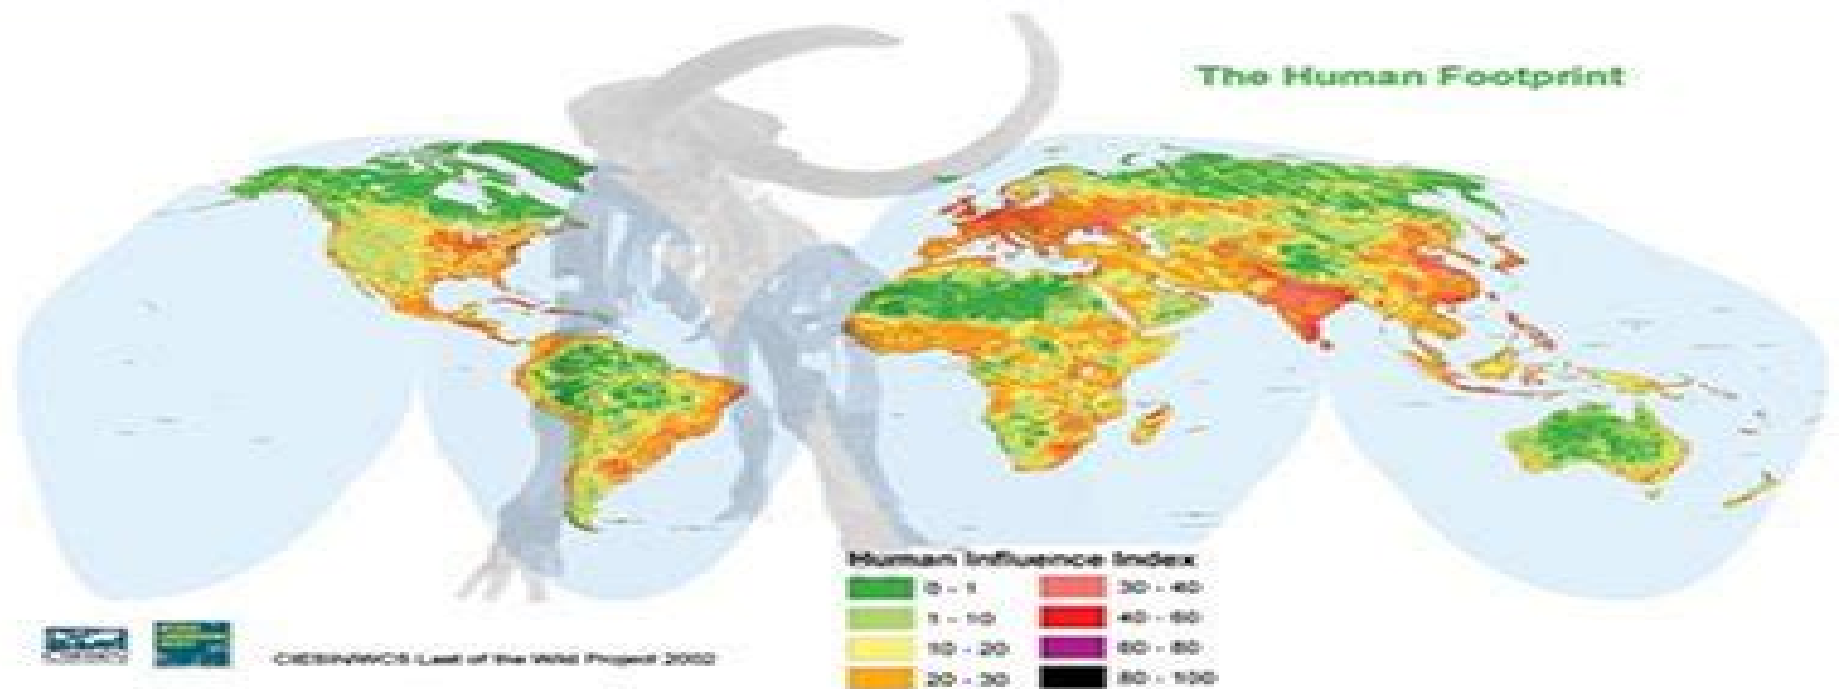 The Human Footprint
Human Influence Index
0 - 1
1 - 10
10 - 20
20 - 30
30 - 40
40 - 60
60 - 80
80 - 100
CIESIN/WCS Last of the Wild Project 2002